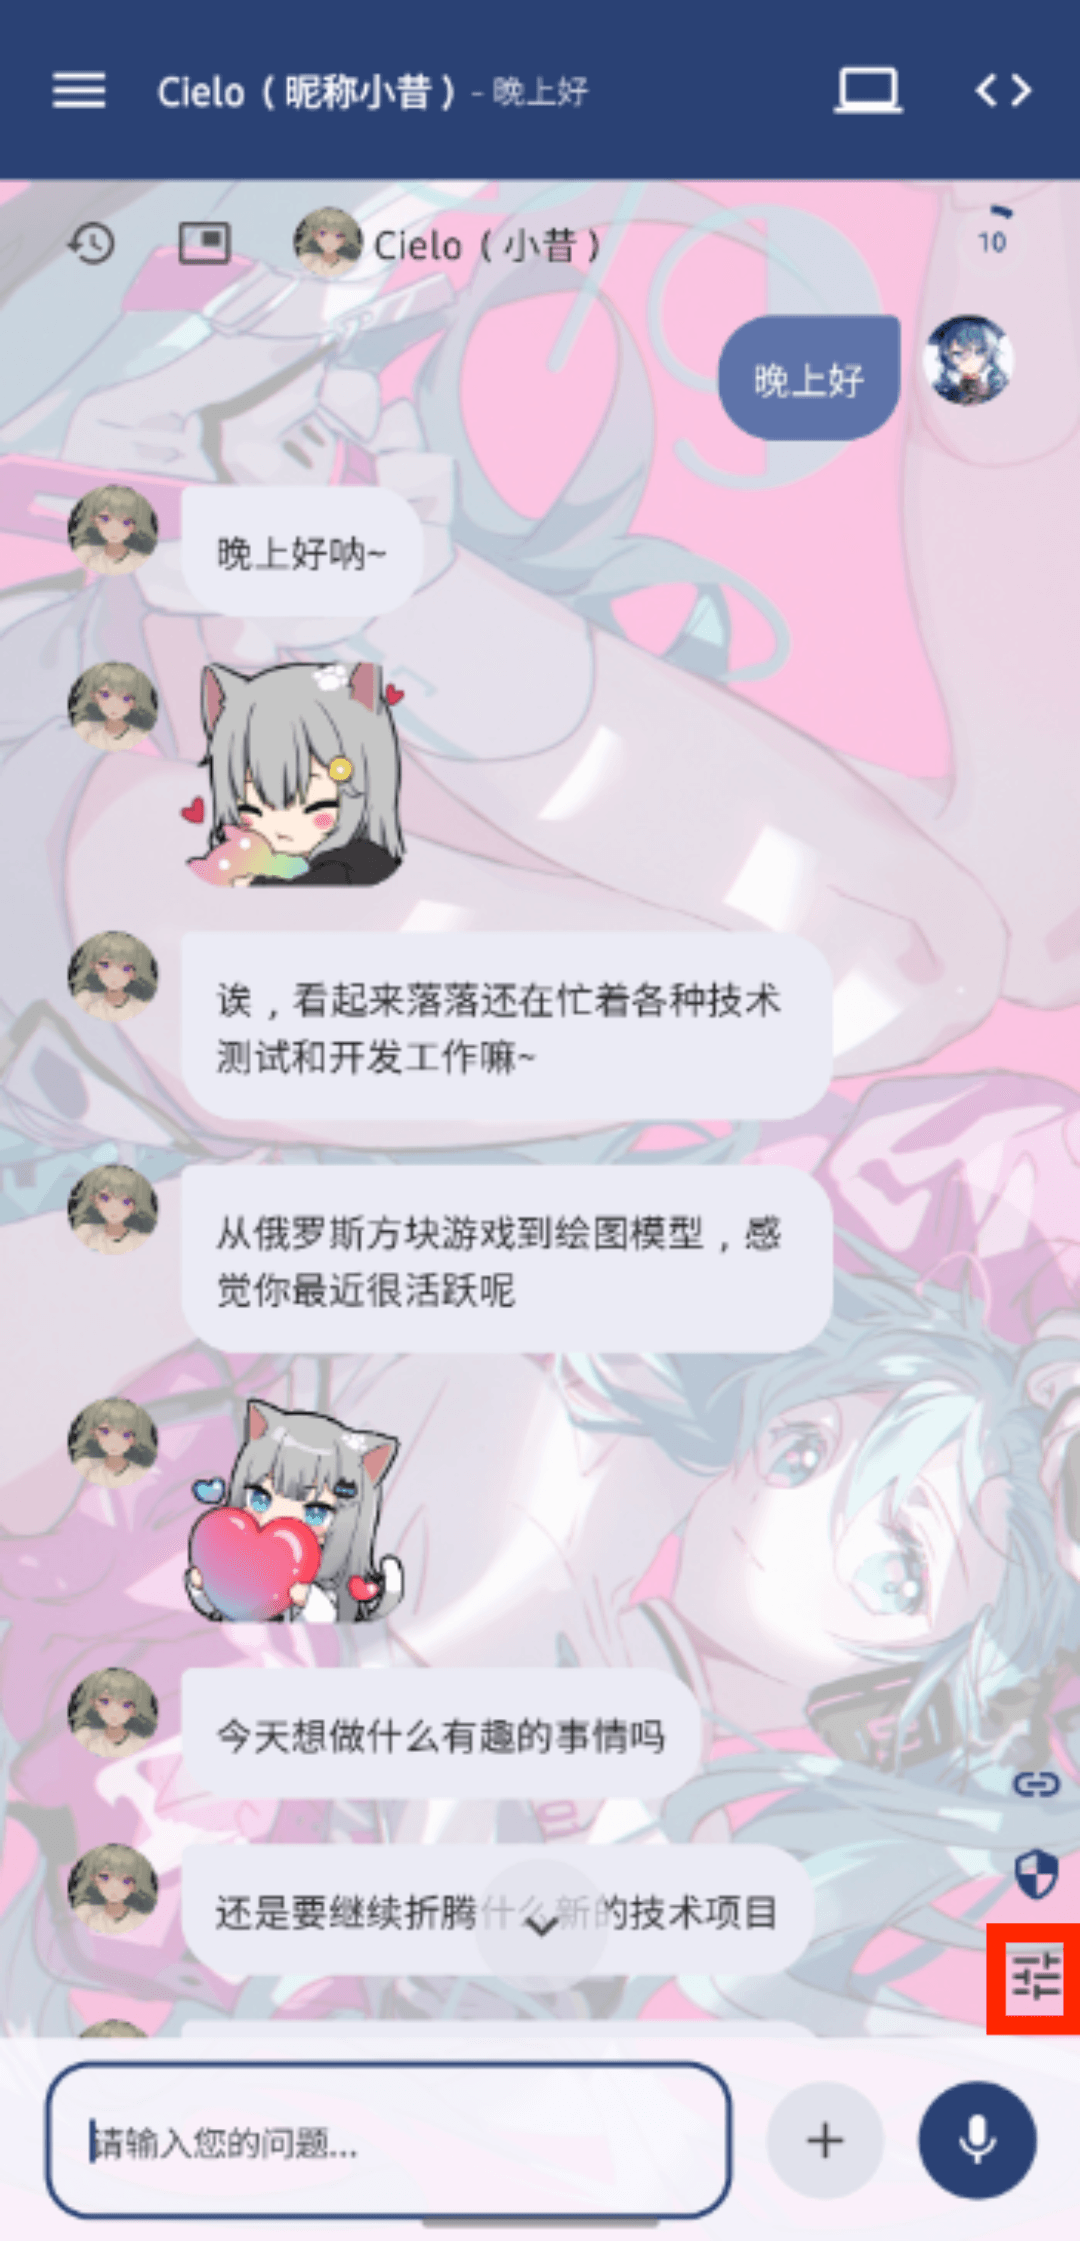 Cielo（昵称小昔）- 晚上好
Cielo（小昔）
10
晚上好
晚上好呐~
诶，看起来落落还在忙着各种技术
测试和开发工作嘛~
从俄罗斯方块游戏到绘图模型，感
觉你最近很活跃呢
今天想做什么有趣的事情吗
还是要继续折腾什么新的技术项目
请输入您的问题...